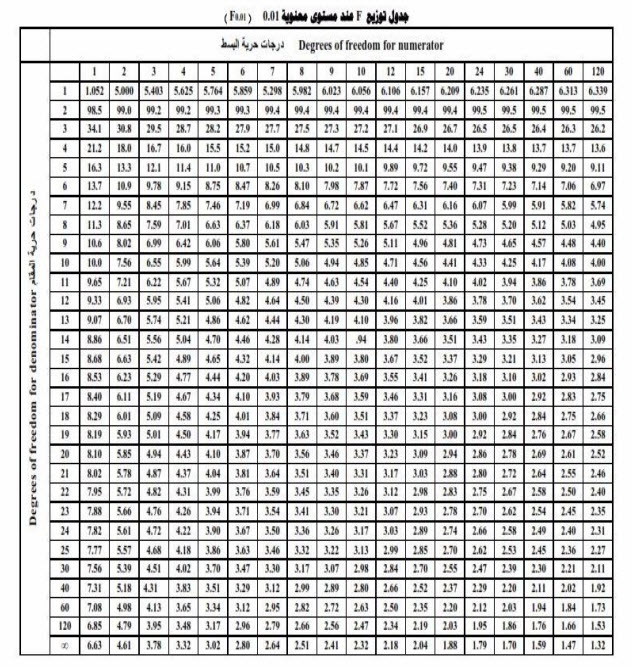 جدول توزيع F عند مستوى معنوية 0.01 (F0.01)
درجات حرية البسط Degrees of freedom for numerator
1 2 3 4 5 6 7 8 9 10 12 15 20 24 30 40 60 120
1 1.052 5.000 5.403 5.625 5.764 5.859 5.298 5.982 6.023 6.056 6.106 6.157 6.209 6.235 6.261 6.287 6.313 6.339
2 98.5 99.0 99.2 99.2 99.3 99.3 99.4 99.4 99.4 99.4 99.4 99.4 99.4 99.5 99.5 99.5 99.5 99.5
3 34.1 30.8 29.5 28.7 28.2 27.9 27.7 27.5 27.3 27.2 27.1 26.9 26.7 26.5 26.5 26.4 26.3 26.2
4 21.2 18.0 16.7 16.0 15.5 15.2 15.0 14.8 14.7 14.5 14.4 14.2 14.0 13.9 13.8 13.7 13.7 13.6
5 16.3 13.3 12.1 11.4 11.0 10.7 10.5 10.3 10.2 10.1 9.89 9.72 9.55 9.47 9.38 9.29 9.20 9.11
6 13.7 10.9 9.78 9.15 8.75 8.47 8.26 8.10 7.98 7.87 7.72 7.56 7.40 7.31 7.23 7.14 7.06 6.97
7 12.2 9.55 8.45 7.85 7.46 7.19 6.99 6.84 6.72 6.62 6.47 6.31 6.16 6.07 5.99 5.91 5.82 5.74
8 11.3 8.65 7.59 7.01 6.63 6.37 6.18 6.03 5.91 5.81 5.67 5.52 5.36 5.28 5.20 5.12 5.03 4.95
9 10.6 8.02 6.99 6.42 6.06 5.80 5.61 5.47 5.35 5.26 5.11 4.96 4.81 4.73 4.65 4.57 4.48 4.40
10 10.0 7.56 6.55 5.99 5.64 5.39 5.20 5.06 4.94 4.85 4.71 4.56 4.41 4.33 4.25 4.17 4.08 4.00
11 9.65 7.21 6.22 5.67 5.32 5.07 4.89 4.74 4.63 4.54 4.40 4.25 4.10 4.02 3.94 3.86 3.78 3.69
12 9.33 6.93 5.95 5.41 5.06 4.82 4.64 4.50 4.39 4.30 4.16 4.01 3.86 3.78 3.70 3.62 3.54 3.45
13 9.07 6.70 5.74 5.21 4.86 4.62 4.44 4.30 4.19 4.10 3.96 3.82 3.66 3.59 3.51 3.43 3.34 3.25
14 8.86 6.51 5.56 5.04 4.70 4.46 4.28 4.14 4.03 .94 3.80 3.66 3.51 3.43 3.35 3.27 3.18 3.09
15 8.68 6.63 5.42 4.89 4.65 4.32 4.14 4.00 3.89 3.80 3.67 3.52 3.37 3.29 3.21 3.13 3.05 2.96
16 8.53 6.23 5.29 4.77 4.44 4.20 4.03 3.89 3.78 3.69 3.55 3.41 3.26 3.18 3.10 3.02 2.93 2.84
17 8.40 6.11 5.19 4.67 4.34 4.10 3.93 3.79 3.68 3.59 3.46 3.31 3.16 3.08 3.00 2.92 2.83 2.75
18 8.29 6.01 5.09 4.58 4.25 4.01 3.84 3.71 3.60 3.51 3.37 3.23 3.08 3.00 2.92 2.84 2.75 2.66
19 8.19 5.93 5.01 4.50 4.17 3.94 3.77 3.63 3.52 3.43 3.30 3.15 3.00 2.92 2.84 2.76 2.67 2.58
20 8.10 5.85 4.94 4.43 4.10 3.87 3.70 3.56 3.46 3.37 3.23 3.09 2.94 2.86 2.78 2.69 2.61 2.52
21 8.02 5.78 4.87 4.37 4.04 3.81 3.64 3.51 3.40 3.31 3.17 3.03 2.88 2.80 2.72 2.64 2.55 2.46
22 7.95 5.72 4.82 4.31 3.99 3.76 3.59 3.45 3.35 3.26 3.12 2.98 2.83 2.75 2.67 2.58 2.50 2.40
23 7.88 5.66 4.76 4.26 3.94 3.71 3.54 3.41 3.30 3.21 3.07 2.93 2.78 2.70 2.62 2.54 2.45 2.35
24 7.82 5.61 4.72 4.22 3.90 3.67 3.50 3.36 3.26 3.17 3.03 2.89 2.74 2.66 2.58 2.49 2.40 2.31
25 7.77 5.57 4.68 4.18 3.86 3.63 3.46 3.32 3.22 3.13 2.99 2.85 2.70 2.62 2.53 2.45 2.36 2.27
30 7.56 5.39 4.51 4.02 3.70 3.47 3.30 3.17 3.07 2.98 2.84 2.70 2.55 2.47 2.39 2.30 2.21 2.11
40 7.31 5.18 4.31 3.83 3.51 3.29 3.12 2.99 2.89 2.80 2.66 2.52 2.37 2.29 2.20 2.11 2.02 1.92
60 7.08 4.98 4.13 3.65 3.34 3.12 2.95 2.82 2.72 2.63 2.50 2.35 2.20 2.12 2.03 1.94 1.84 1.73
120 6.85 4.79 3.95 3.48 3.17 2.96 2.79 2.66 2.56 2.47 2.34 2.19 2.03 1.95 1.86 1.76 1.66 1.53
∞ 6.63 4.61 3.78 3.32 3.02 2.80 2.64 2.51 2.41 2.32 2.18 2.04 1.88 1.79 1.70 1.59 1.47 1.32
Degrees of freedom for denominator درجات حرية المقام